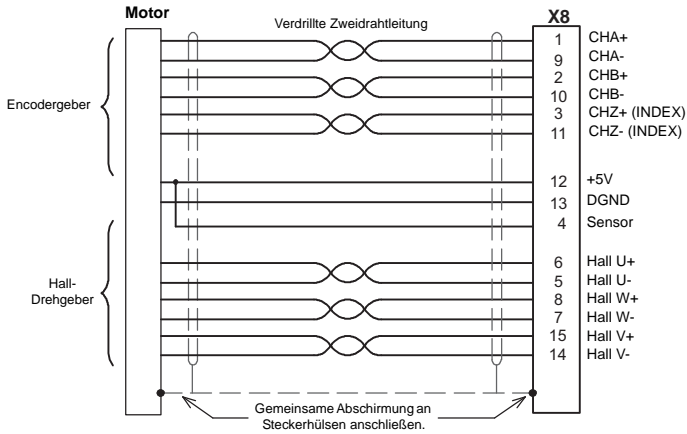 Motor
Verdrillte Zweidrahtleitung
X8
1 CHA+
9 CHA-
2 CHB+
10 CHB-
3 CHZ+ (INDEX)
11 CHZ- (INDEX)
Encodergeber
12 +5V
13 DGND
4 Sensor
6 Hall U+
5 Hall U-
8 Hall W+
7 Hall W-
15 Hall V+
14 Hall V-
Hall-
Drehgeber
Gemeinsame Abschirmung an
Steckerhülsen anschließen.